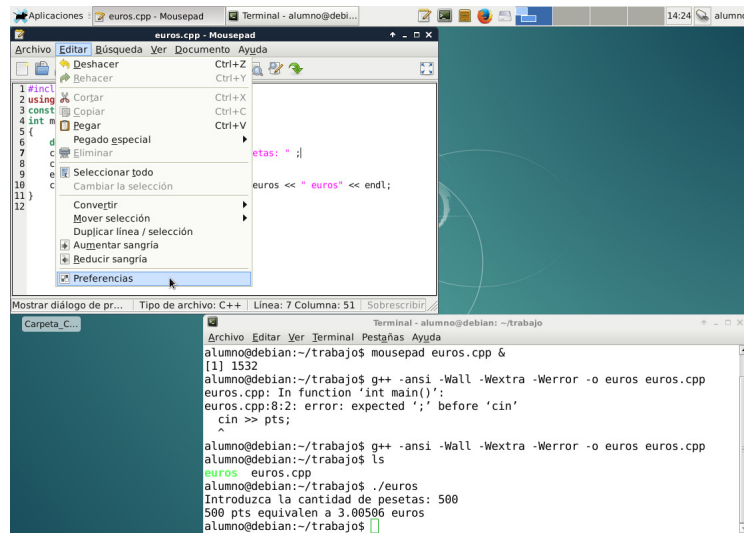 Aplicaciones euros.cpp - Mousepad Terminal - alumno@debi... 14:24 alumno
euros.cpp - Mousepad
Archivo Editar Búsqueda Ver Documento Ayuda
Deshacer Ctrl+Z
Rehacer Ctrl+Y
Cortar Ctrl+X
Copiar Ctrl+C
Pegar Ctrl+V
Pegado especial
Eliminar
Seleccionar todo
Cambiar la selección
Convertir
Mover selección
Duplicar línea / selección
Aumentar sangría
Reducir sangría
Preferencias
1 #incl
2 using
3 const
4 int m
5 {
6 d
7 c etas: " ;
8 c
9 e
10 c euros << " euros" << endl;
11 }
12
Mostrar diálogo de pr... Tipo de archivo: C++ Línea: 7 Columna: 51 Sobrescribir
Carpeta_C...
Terminal - alumno@debian: ~/trabajo
Archivo Editar Ver Terminal Pestañas Ayuda
alumno@debian:~/trabajo$ mousepad euros.cpp &
[1] 1532
alumno@debian:~/trabajo$ g++ -ansi -Wall -Wextra -Werror -o euros euros.cpp
euros.cpp: In function ‘int main()’:
euros.cpp:8:2: error: expected ‘;’ before ‘cin’
cin >> pts;
^
alumno@debian:~/trabajo$ g++ -ansi -Wall -Wextra -Werror -o euros euros.cpp
alumno@debian:~/trabajo$ ls
euros euros.cpp
alumno@debian:~/trabajo$ ./euros
Introduzca la cantidad de pesetas: 500
500 pts equivalen a 3.00506 euros
alumno@debian:~/trabajo$